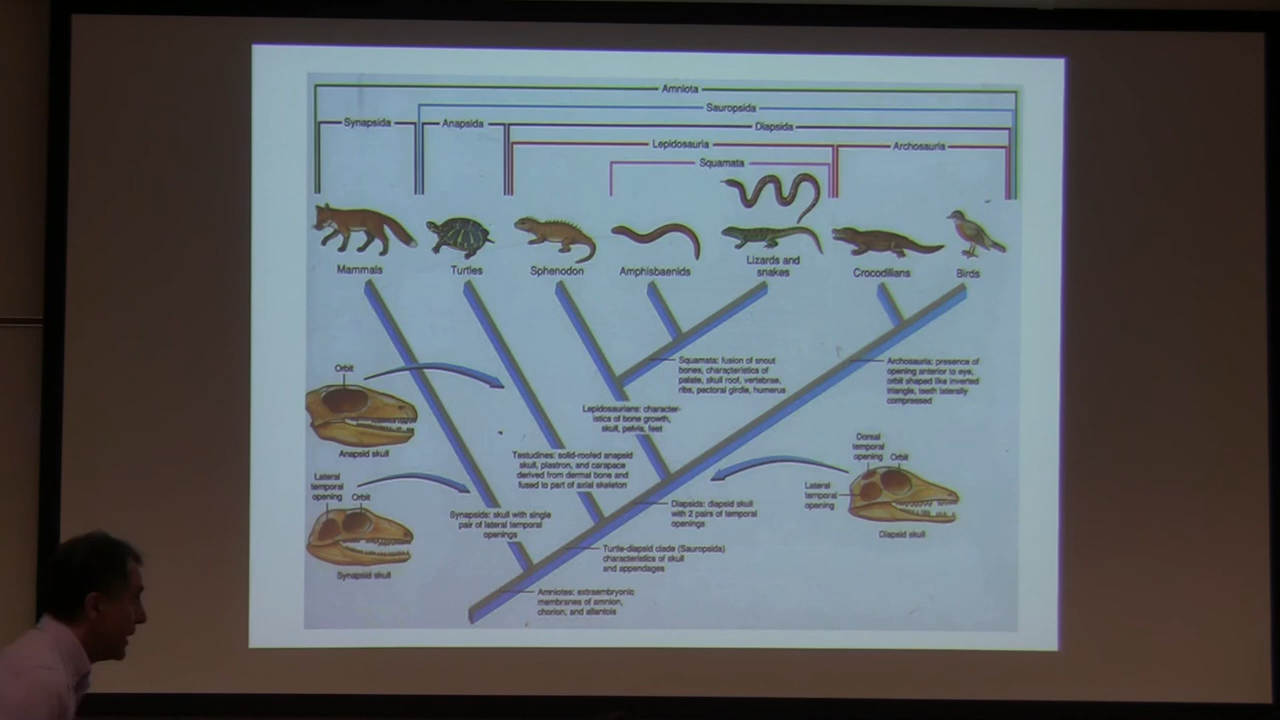 Amniota
Sauropsida
Synapsida
Anapsida
Diapsida
Lepidosauria
Archosauria
Squamata
Mammals
Turtles
Sphenodon
Amphisbaenids
Lizards and
snakes
Crocodilians
Birds
Squamata: fusion of snout
bones, characteristics of
palate, skull roof, vertebrae,
ribs, pectoral girdle, humerus
Archosauria: presence of
opening anterior to eye,
orbit shaped like inverted
triangle, teeth laterally
compressed
Orbit
Anapsid skull
Lepidosaurians: character-
istics of bone growth,
skull, pelvis, feet
Testudines: solid-roofed anapsid
skull, plastron, and carapace
derived from dermal bone and
fused to part of axial skeleton
Dorsal
temporal
opening
Orbit
Lateral
temporal
opening
Diapsid skull
Lateral
temporal
opening
Orbit
Synapsid skull
Synapsids: skull with single
pair of lateral temporal
openings
Diapsids: diapsid skull
with 2 pairs of temporal
openings
Turtle-diapsid clade (Sauropsida)
characteristics of skull
and appendages
Amniotes: extraembryonic
membranes of amnion,
chorion, and allantois